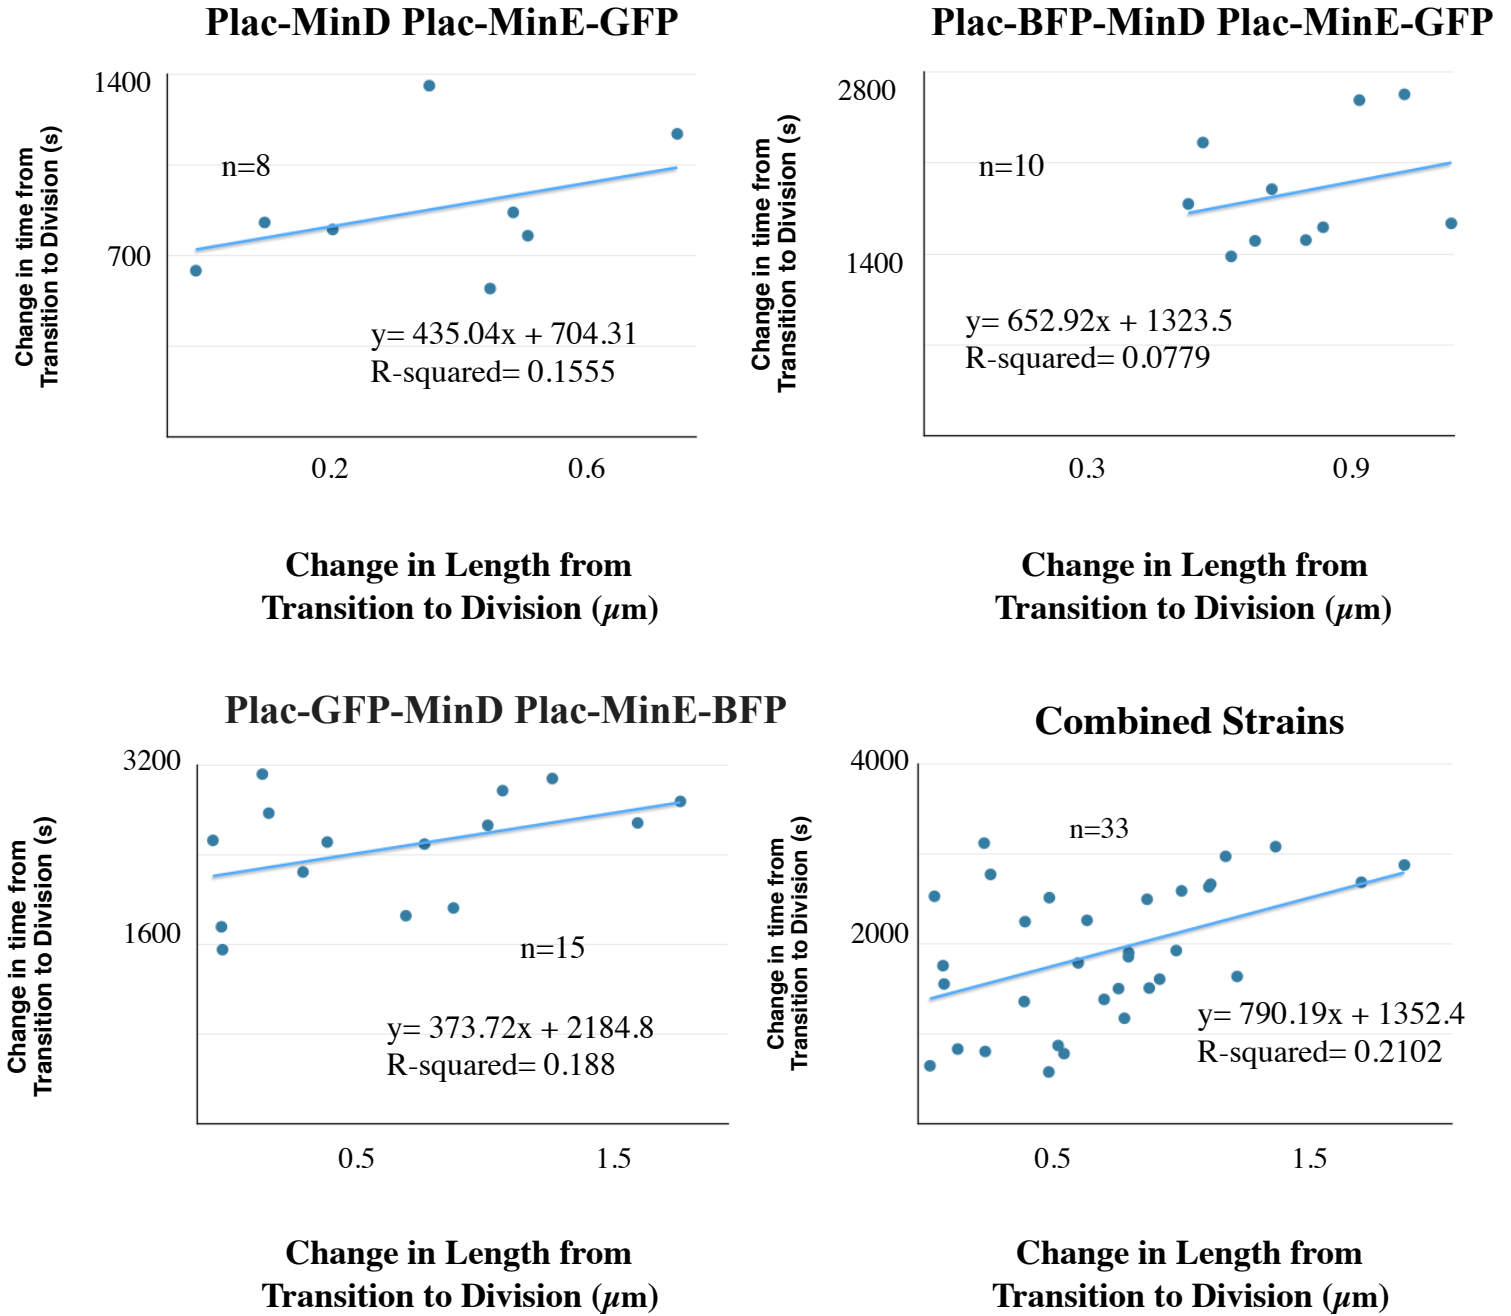 Plac-MinD Plac-MinE-GFP
1400
700
Change in time from
Transition to Division (s)
n=8
y= 435.04x + 704.31
R-squared= 0.1555
0.2
0.6
Change in Length from
Transition to Division (µm)
Plac-BFP-MinD Plac-MinE-GFP
2800
1400
Change in time from
Transition to Division (s)
n=10
y= 652.92x + 1323.5
R-squared= 0.0779
0.3
0.9
Change in Length from
Transition to Division (µm)
Plac-GFP-MinD Plac-MinE-BFP
3200
1600
Change in time from
Transition to Division (s)
n=15
y= 373.72x + 2184.8
R-squared= 0.188
0.5
1.5
Change in Length from
Transition to Division (µm)
Combined Strains
4000
2000
Change in time from
Transition to Division (s)
n=33
y= 790.19x + 1352.4
R-squared= 0.2102
0.5
1.5
Change in Length from
Transition to Division (µm)